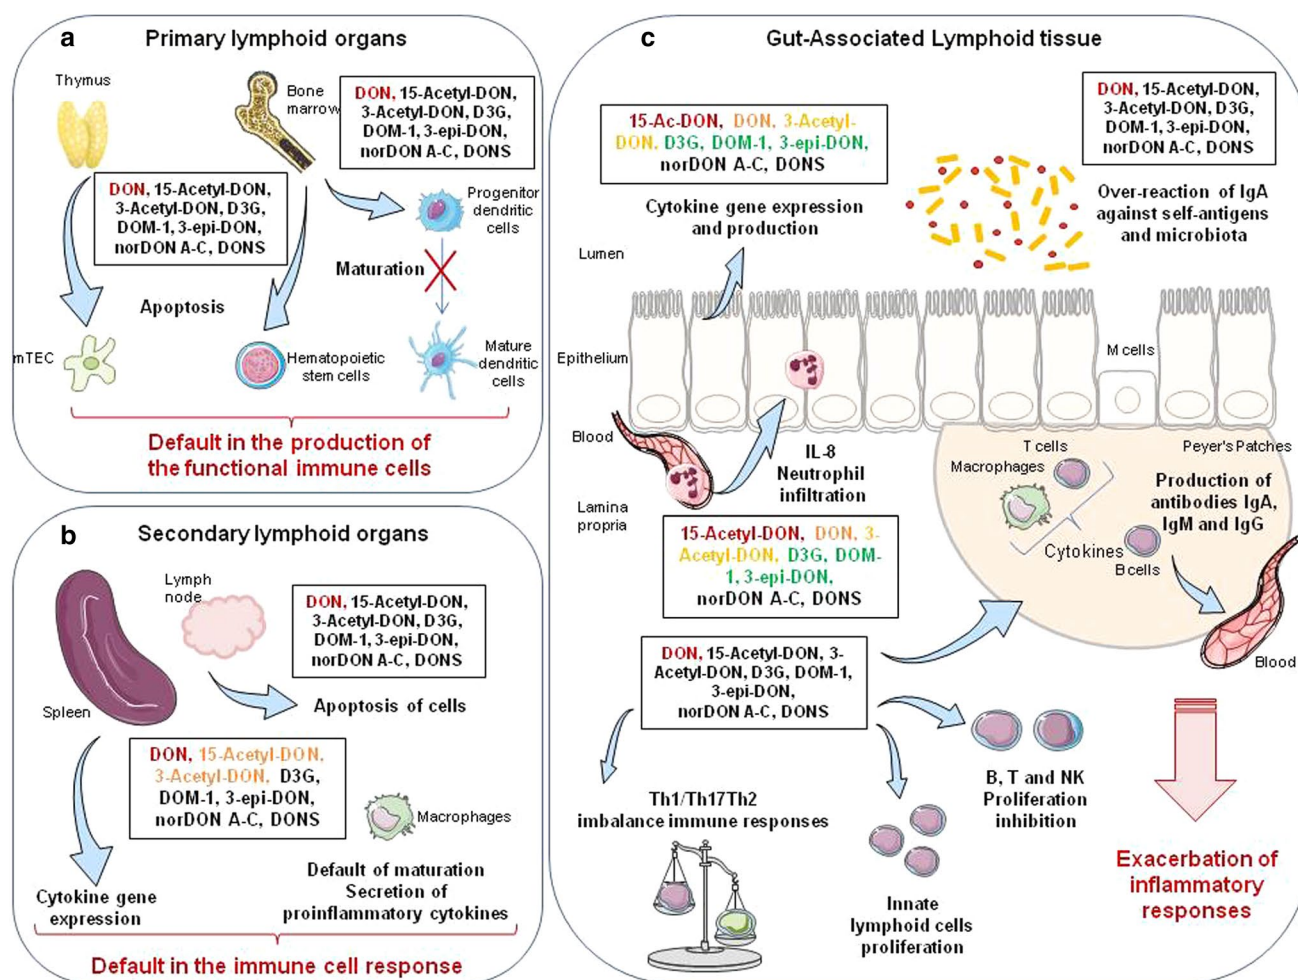 a
Primary lymphoid organs
Thymus
Bone
marrow
DON, 15-Acetyl-DON,
3-Acetyl-DON, D3G,
DOM-1, 3-epi-DON,
norDON A-C, DONS
DON, 15-Acetyl-DON,
3-Acetyl-DON, D3G,
DOM-1, 3-epi-DON,
norDON A-C, DONS
Progenitor
dendritic
cells
Maturation
Apoptosis
mTEC
Hematopoietic
stem cells
Mature
dendritic
cells
Default in the production of
the functional immune cells
b
Secondary lymphoid organs
Lymph
node
DON, 15-Acetyl-DON,
3-Acetyl-DON, D3G,
DOM-1, 3-epi-DON,
norDON A-C, DONS
Spleen
Apoptosis of cells
DON, 15-Acetyl-DON,
3-Acetyl-DON, D3G,
DOM-1, 3-epi-DON,
norDON A-C, DONS
Macrophages
Default of maturation
Secretion of
proinflammatory cytokines
Cytokine gene
expression
Default in the immune cell response
c
Gut-Associated Lymphoid tissue
15-Ac-DON, DON, 3-Acetyl-
DON, D3G, DOM-1, 3-epi-DON,
norDON A-C, DONS
Cytokine gene expression
and production
DON, 15-Acetyl-DON,
3-Acetyl-DON, D3G,
DOM-1, 3-epi-DON,
norDON A-C, DONS
Over-reaction of IgA
against self-antigens
and microbiota
Lumen
Epithelium
M cells
Blood
IL-8
Neutrophil
infiltration
Lamina
propria
T cells
Macrophages
Peyer's Patches
Production of
antibodies IgA,
IgM and IgG
Cytokines
B cells
Blood
15-Acetyl-DON, DON, 3-
Acetyl-DON, D3G, DOM-
1, 3-epi-DON,
norDON A-C, DONS
DON, 15-Acetyl-DON, 3-
Acetyl-DON, D3G, DOM-1,
3-epi-DON,
norDON A-C, DONS
Th1/Th17Th2
imbalance immune responses
Innate
lymphoid cells
proliferation
B, T and NK
Proliferation
inhibition
Exacerbation of
inflammatory
responses